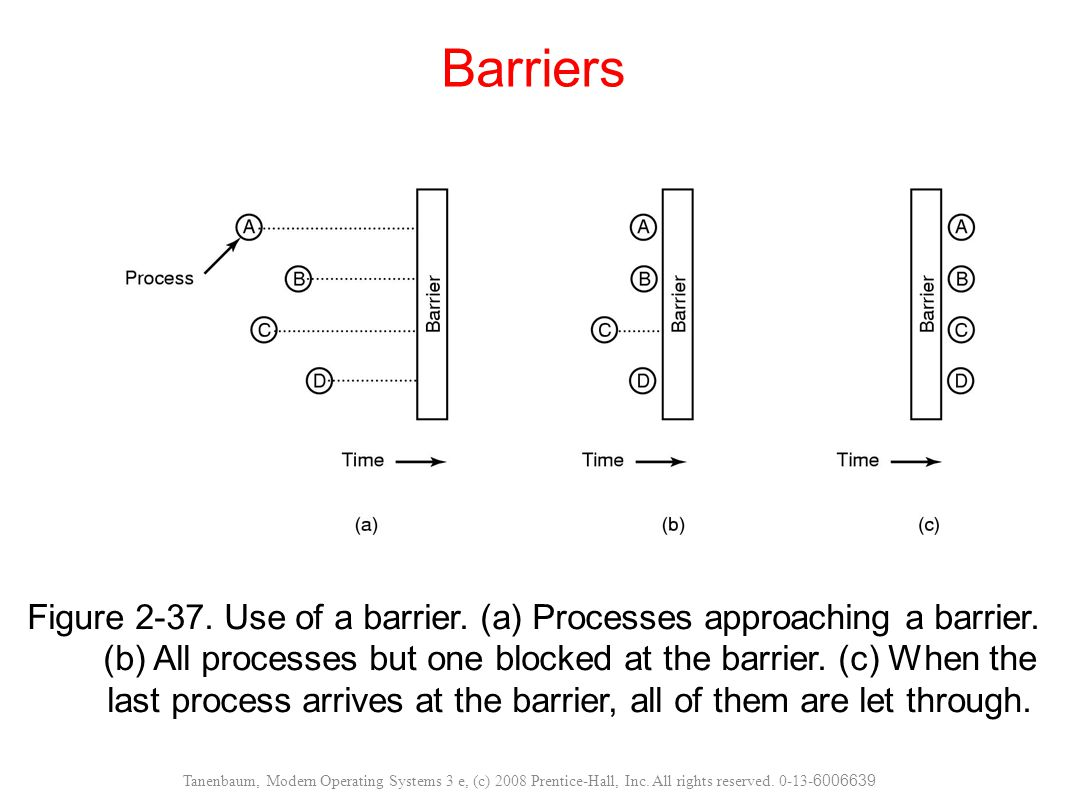 Barriers
A
B
C
D
Process
Barrier
Time
(a)
A
B
C
D
Barrier
Time
(b)
A
B
C
D
Barrier
Time
(c)
Figure 2-37. Use of a barrier. (a) Processes approaching a barrier.
(b) All processes but one blocked at the barrier. (c) When the
last process arrives at the barrier, all of them are let through.
Tanenbaum, Modern Operating Systems 3 e, (c) 2008 Prentice-Hall, Inc. All rights reserved. 0-13-6006639